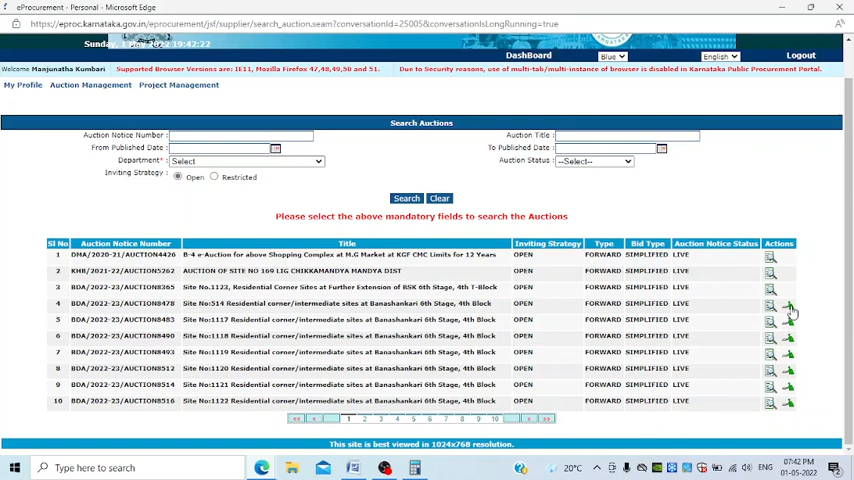 eProcurement - Personal - Microsoft Edge
https://eproc.karnataka.gov.in/eprocurement/jsf/supplier/search_auction.seam?conversationId=25005&conversationIsLongRunning=true
Sunday, 1 May 2022 19:42:22
DashBoard Blue English Logout
Welcome Manjunatha Kumbari Supported Browser Versions are: IE11, Mozilla Firefox 47,48,49,50 and 51. Due to Security reasons, use of multi-tab/multi-instance of browser is disabled in Karnataka Public Procurement Portal.
My Profile Auction Management Project Management
Search Auctions
Auction Notice Number : Auction Title :
From Published Date : To Published Date :
Department* : Select Auction Status : --Select--
Inviting Strategy : Open Restricted
Search Clear
Please select the above mandatory fields to search the Auctions
Sl No Auction Notice Number Title Inviting Strategy Type Bid Type Auction Notice Status Actions
1 DMA/2020-21/AUCTION4426 B-4 e-Auction for above Shopping Complex at M.G Market at KGF CMC Limits for 12 Years OPEN FORWARD SIMPLIFIED LIVE
2 KHB/2021-22/AUCTION5262 AUCTION OF SITE NO 169 LIG CHIKKAMANDYA MANDYA DIST OPEN FORWARD SIMPLIFIED LIVE
3 BDA/2022-23/AUCTION8365 Site No.1123, Residential Corner Sites at Further Extension of BSK 6th Stage, 4th T-Block OPEN FORWARD SIMPLIFIED LIVE
4 BDA/2022-23/AUCTION8478 Site No:514 Residential corner/intermediate sites at Banashankari 6th Stage, 4th Block OPEN FORWARD SIMPLIFIED LIVE
5 BDA/2022-23/AUCTION8483 Site No:1117 Residential corner/intermediate sites at Banashankari 6th Stage, 4th Block OPEN FORWARD SIMPLIFIED LIVE
6 BDA/2022-23/AUCTION8490 Site No:1118 Residential corner/intermediate sites at Banashankari 6th Stage, 4th Block OPEN FORWARD SIMPLIFIED LIVE
7 BDA/2022-23/AUCTION8493 Site No:1119 Residential corner/intermediate sites at Banashankari 6th Stage, 4th Block OPEN FORWARD SIMPLIFIED LIVE
8 BDA/2022-23/AUCTION8512 Site No:1120 Residential corner/intermediate sites at Banashankari 6th Stage, 4th Block OPEN FORWARD SIMPLIFIED LIVE
9 BDA/2022-23/AUCTION8514 Site No:1121 Residential corner/intermediate sites at Banashankari 6th Stage, 4th Block OPEN FORWARD SIMPLIFIED LIVE
10 BDA/2022-23/AUCTION8516 Site No:1122 Residential corner/intermediate sites at Banashankari 6th Stage, 4th Block OPEN FORWARD SIMPLIFIED LIVE
«« « 1 2 3 4 5 6 7 8 9 10 » »»
This site is best viewed in 1024x768 resolution.
Type here to search 20°C ENG 07:42 PM
01-05-2022 2